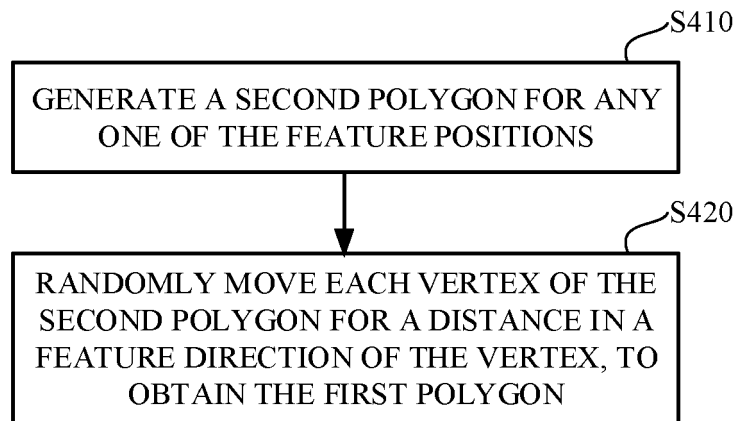 S410
GENERATE A SECOND POLYGON FOR ANY
ONE OF THE FEATURE POSITIONS
S420
RANDOMLY MOVE EACH VERTEX OF THE
SECOND POLYGON FOR A DISTANCE IN A
FEATURE DIRECTION OF THE VERTEX, TO
OBTAIN THE FIRST POLYGON